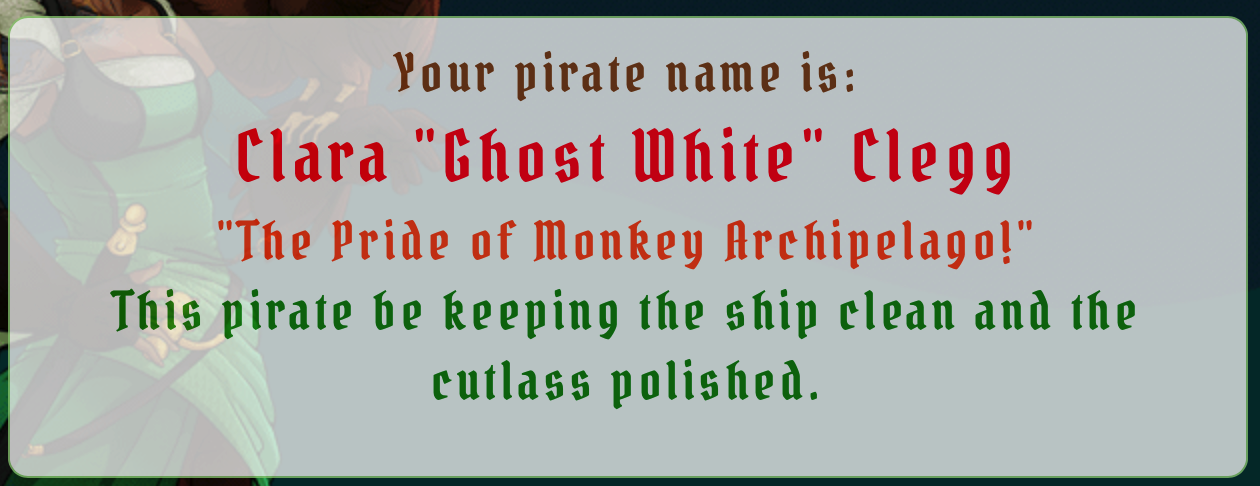 Your pirate name is:
Clara "Ghost White" Clegg
"The Pride of Monkey Archipelago!"
This pirate be keeping the ship clean and the
cutlass polished.